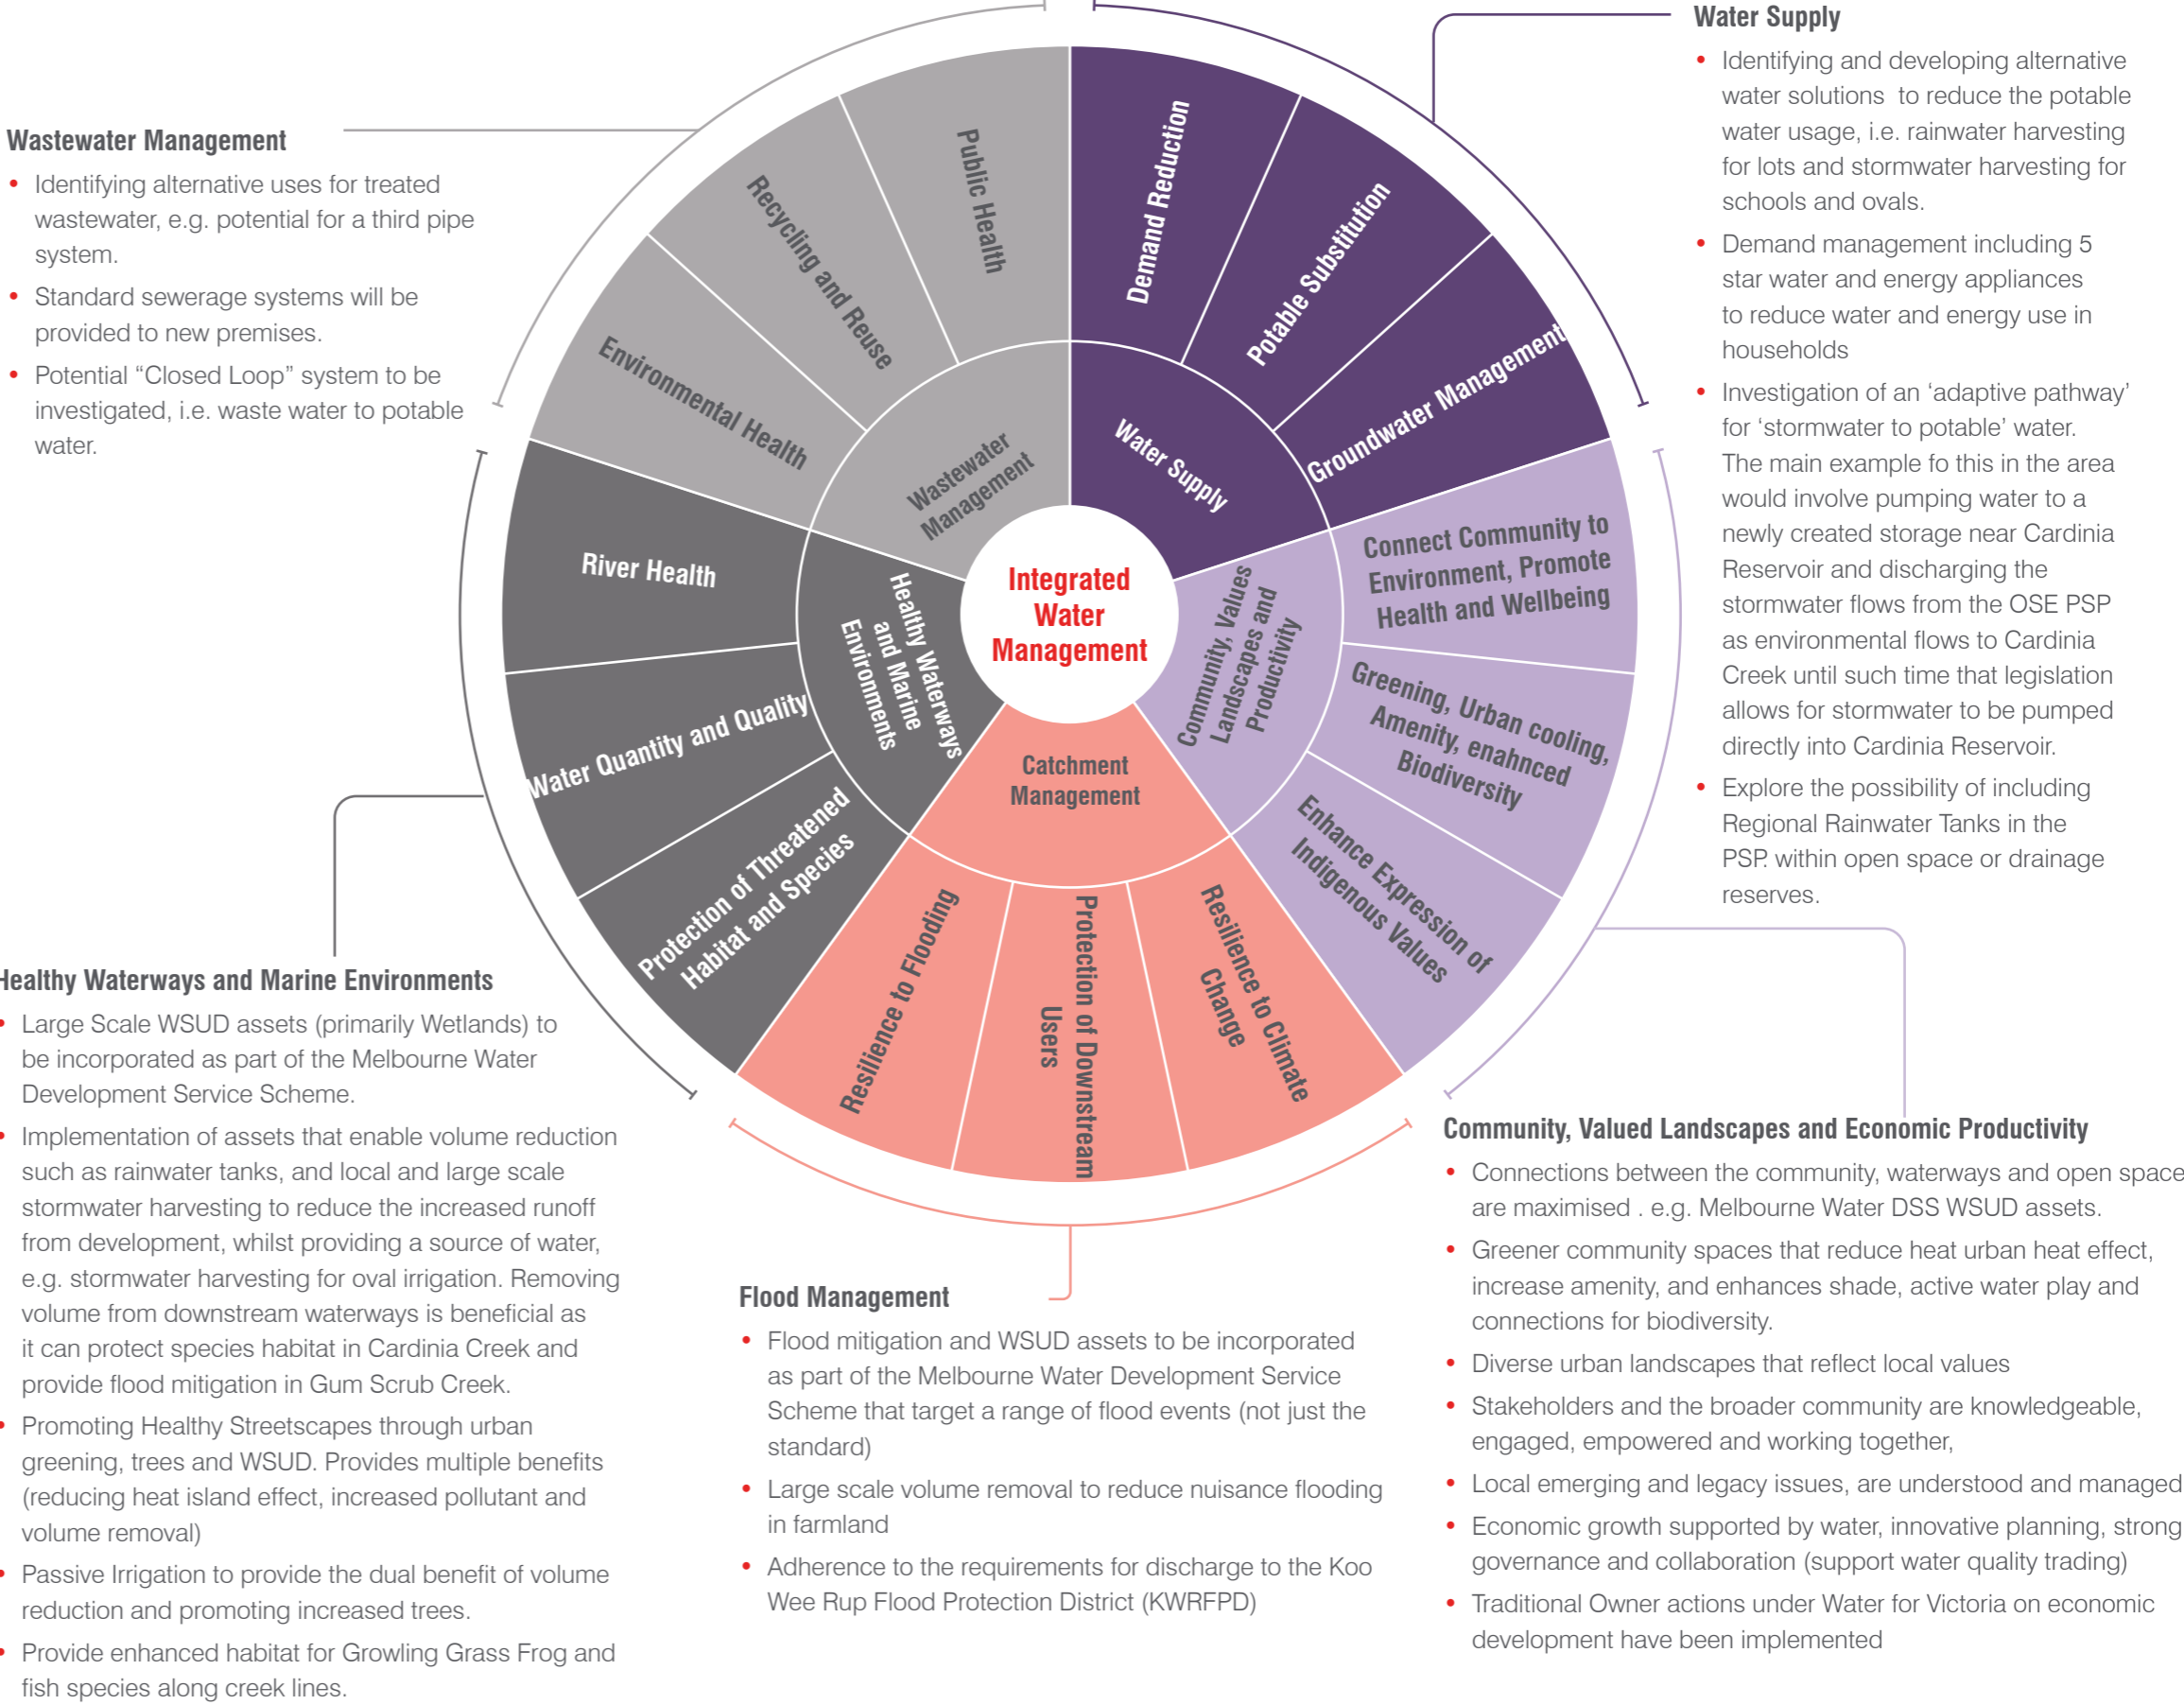 Wastewater Management
• Identifying alternative uses for treated
wastewater, e.g. potential for a third pipe
system.
• Standard sewerage systems will be
provided to new premises.
• Potential “Closed Loop” system to be
investigated, i.e. waste water to potable
water.
Public Health
Recycling and Reuse
Environmental Health
Wastewater
Management
Demand Reduction
Potable Substitution
Groundwater Management
Water Supply
Integrated
Water
Management
River Health
Water Quantity and Quality
Protection of Threatened
Habitat and Species
Healthy Waterways
and Marine
Environments
Connect Community to
Environment, Promote
Health and Wellbeing
Greening, Urban cooling,
Amenity, enahnced
Biodiversity
Enhance Expression of
Indigenous Values
Community, Values
Landscapes and
Productivity
Catchment
Management
Resilience to Flooding
Protection of Downstream
Users
Resilience to Climate
Change
Water Supply
• Identifying and developing alternative
water solutions to reduce the potable
water usage, i.e. rainwater harvesting
for lots and stormwater harvesting for
schools and ovals.
• Demand management including 5
star water and energy appliances
to reduce water and energy use in
households
• Investigation of an ‘adaptive pathway’
for ‘stormwater to potable’ water.
The main example fo this in the area
would involve pumping water to a
newly created storage near Cardinia
Reservoir and discharging the
stormwater flows from the OSE PSP
as environmental flows to Cardinia
Creek until such time that legislation
allows for stormwater to be pumped
directly into Cardinia Reservoir.
• Explore the possibility of including
Regional Rainwater Tanks in the
PSP. within open space or drainage
reserves.
Healthy Waterways and Marine Environments
• Large Scale WSUD assets (primarily Wetlands) to
be incorporated as part of the Melbourne Water
Development Service Scheme.
• Implementation of assets that enable volume reduction
such as rainwater tanks, and local and large scale
stormwater harvesting to reduce the increased runoff
from development, whilst providing a source of water,
e.g. stormwater harvesting for oval irrigation. Removing
volume from downstream waterways is beneficial as
it can protect species habitat in Cardinia Creek and
provide flood mitigation in Gum Scrub Creek.
• Promoting Healthy Streetscapes through urban
greening, trees and WSUD. Provides multiple benefits
(reducing heat island effect, increased pollutant and
volume removal)
• Passive Irrigation to provide the dual benefit of volume
reduction and promoting increased trees.
• Provide enhanced habitat for Growling Grass Frog and
fish species along creek lines.
Flood Management
• Flood mitigation and WSUD assets to be incorporated
as part of the Melbourne Water Development Service
Scheme that target a range of flood events (not just the
standard)
• Large scale volume removal to reduce nuisance flooding
in farmland
• Adherence to the requirements for discharge to the Koo
Wee Rup Flood Protection District (KWRFPD)
Community, Valued Landscapes and Economic Productivity
• Connections between the community, waterways and open space
are maximised . e.g. Melbourne Water DSS WSUD assets.
• Greener community spaces that reduce heat urban heat effect,
increase amenity, and enhances shade, active water play and
connections for biodiversity.
• Diverse urban landscapes that reflect local values
• Stakeholders and the broader community are knowledgeable,
engaged, empowered and working together,
• Local emerging and legacy issues, are understood and managed
• Economic growth supported by water, innovative planning, strong
governance and collaboration (support water quality trading)
• Traditional Owner actions under Water for Victoria on economic
development have been implemented